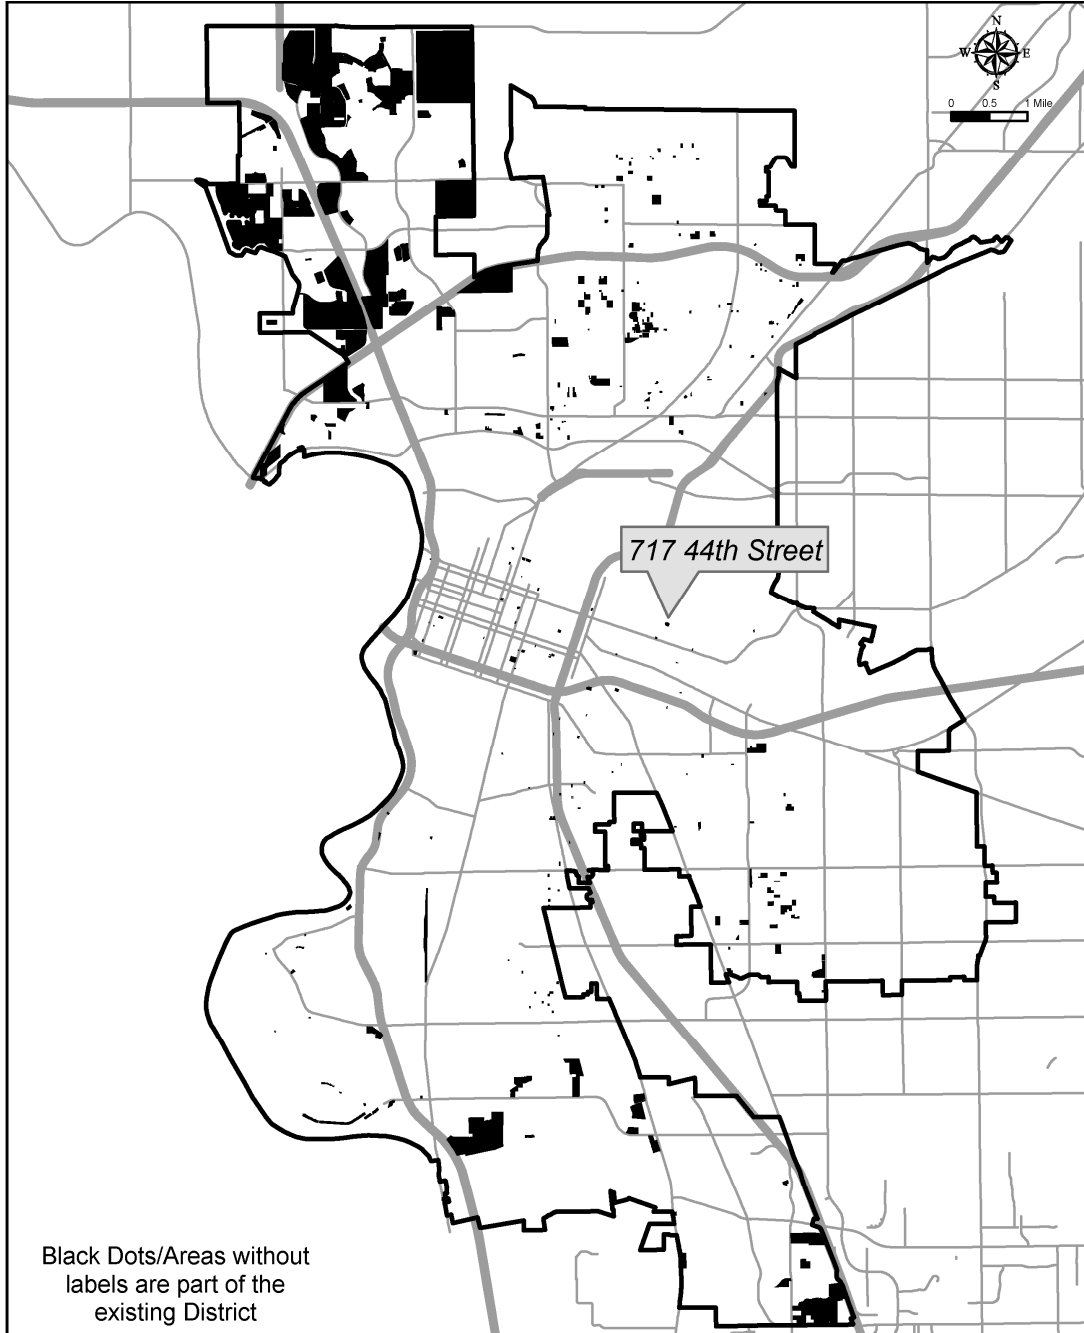 N
W E
S
0 0.5 1 Mile
717 44th Street
Black Dots/Areas without
labels are part of the
existing District